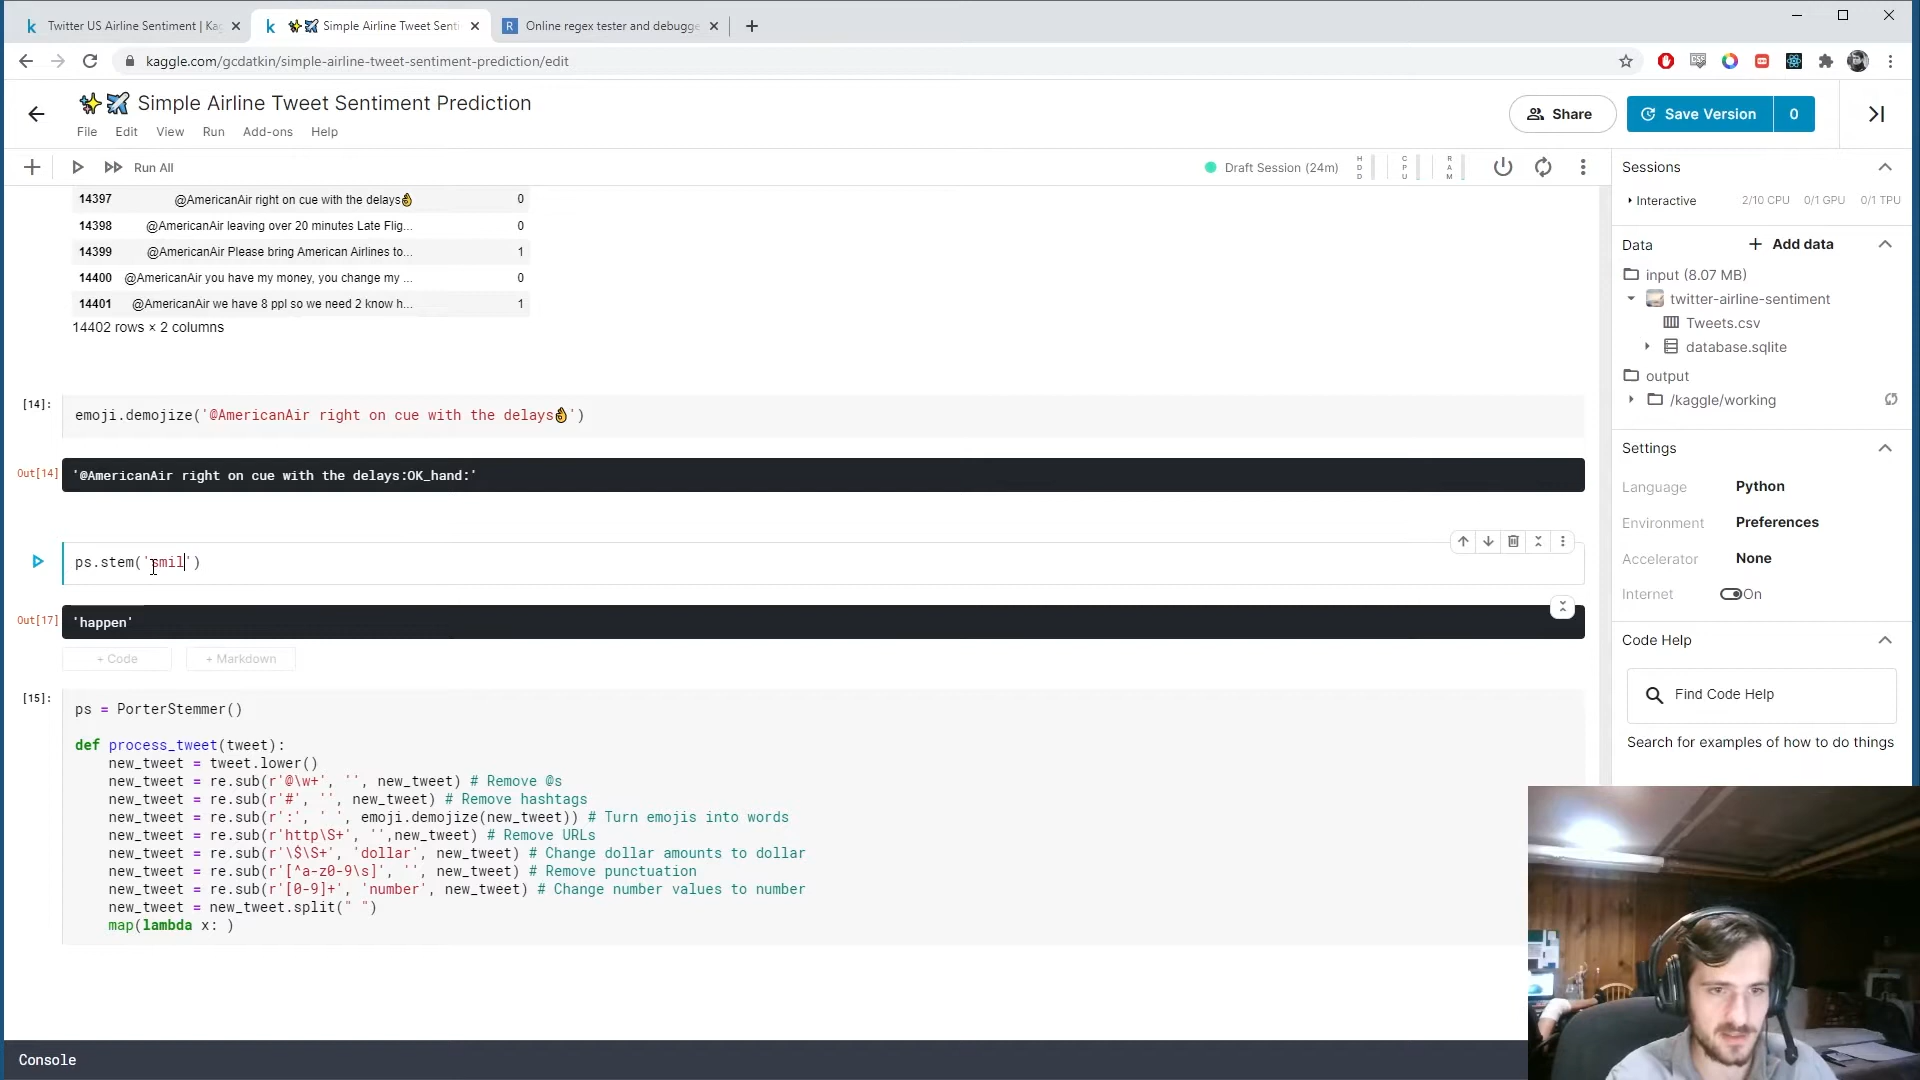 Twitter US Airline Sentiment | Kag
✨✈️ Simple Airline Tweet Senti
Online regex tester and debugge
kaggle.com/gcdatkin/simple-airline-tweet-sentiment-prediction/edit
✨✈️ Simple Airline Tweet Sentiment Prediction
File Edit View Run Add-ons Help
Share
Save Version 0
Run All
Draft Session (24m)
HDD
CPU
RAM
14397 @AmericanAir right on cue with the delays👌 0
14398 @AmericanAir leaving over 20 minutes Late Flig... 0
14399 @AmericanAir Please bring American Airlines to... 1
14400 @AmericanAir you have my money, you change my ... 0
14401 @AmericanAir we have 8 ppl so we need 2 know h... 1
14402 rows × 2 columns
[14]:
emoji.demojize('@AmericanAir right on cue with the delays👌')
Out[14]
'@AmericanAir right on cue with the delays:OK_hand:'
ps.stem('smil')
Out[17]
'happen'
+ Code
+ Markdown
[15]:
ps = PorterStemmer()
def process_tweet(tweet):
new_tweet = tweet.lower()
new_tweet = re.sub(r'@\w+', '', new_tweet) # Remove @s
new_tweet = re.sub(r'#', '', new_tweet) # Remove hashtags
new_tweet = re.sub(r':', ' ', emoji.demojize(new_tweet)) # Turn emojis into words
new_tweet = re.sub(r'http\S+', '',new_tweet) # Remove URLs
new_tweet = re.sub(r'\$\S+', 'dollar', new_tweet) # Change dollar amounts to dollar
new_tweet = re.sub(r'[^a-z0-9\s]', '', new_tweet) # Remove punctuation
new_tweet = re.sub(r'[0-9]+', 'number', new_tweet) # Change number values to number
new_tweet = new_tweet.split(" ")
map(lambda x: )
Console
Sessions
Interactive 2/10 CPU 0/1 GPU 0/1 TPU
Data + Add data
input (8.07 MB)
twitter-airline-sentiment
Tweets.csv
database.sqlite
output
/kaggle/working
Settings
Language Python
Environment Preferences
Accelerator None
Internet On
Code Help
Find Code Help
Search for examples of how to do things